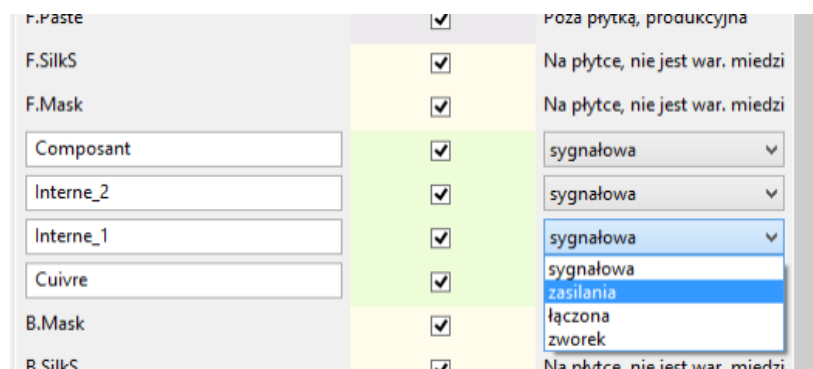 F.Paste Poza płytką, produkcyjna
F.SilkS Na płytce, nie jest war. miedzi
F.Mask Na płytce, nie jest war. miedzi
Composant sygnałowa
Interne_2 sygnałowa
Interne_1 sygnałowa
sygnałowa
Cuivre zasilania
łączona
B.Mask zworek
B.SilkS Na płytce, nie jest war. miedzi